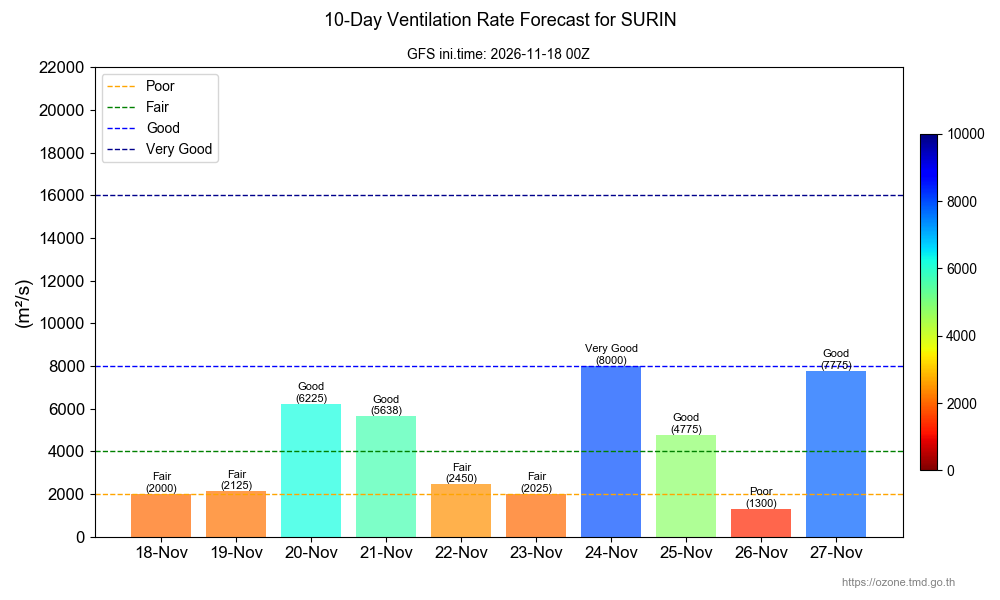 10-Day Ventilation Rate Forecast for SURIN
GFS ini.time: 2026-11-18 00Z
22000
20000
18000
16000
14000
12000
10000
8000
6000
4000
2000
0
(m²/s)
Poor
Fair
Good
Very Good
Fair
(2000)
Fair
(2125)
Good
(6225)
Good
(5638)
Fair
(2450)
Fair
(2025)
Very Good
(8000)
Good
(4775)
Poor
(1300)
Good
(7775)
18-Nov
19-Nov
20-Nov
21-Nov
22-Nov
23-Nov
24-Nov
25-Nov
26-Nov
27-Nov
10000
8000
6000
4000
2000
0
https://ozone.tmd.go.th